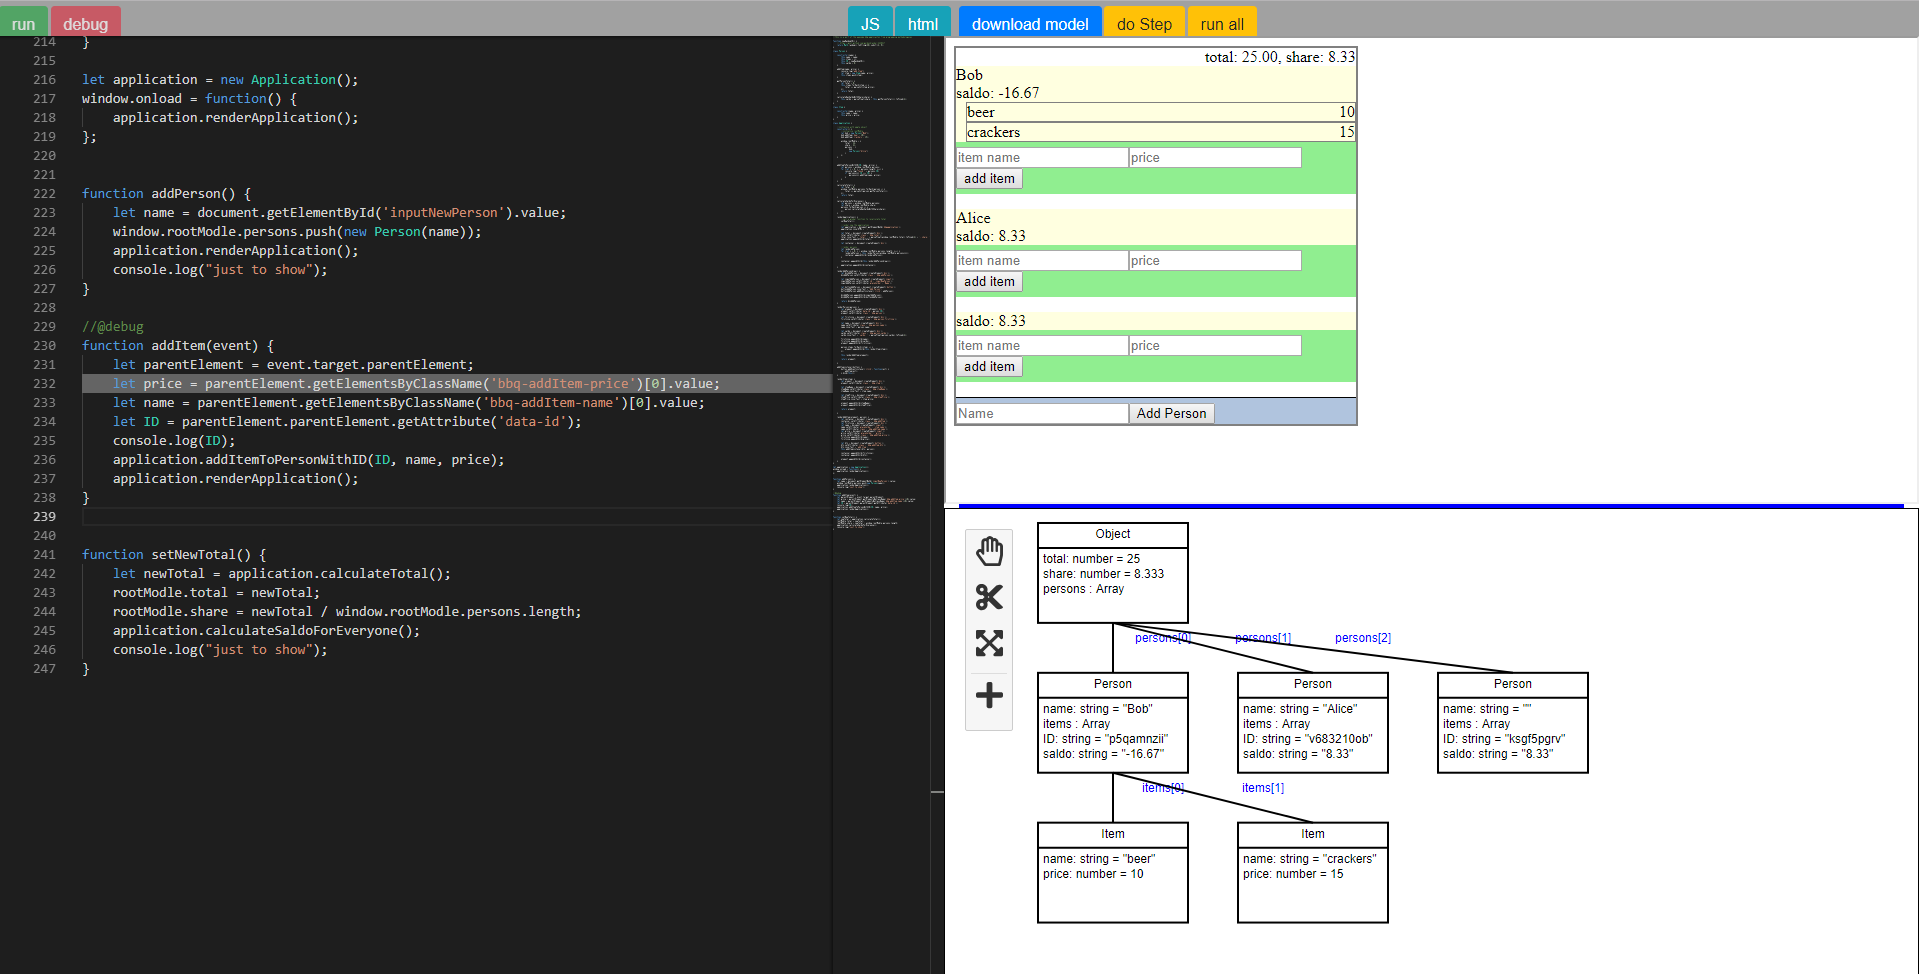 run debug JS html download model do Step run all
214 }
215
216 let application = new Application();
217 window.onload = function() {
218 application.renderApplication();
219 };
220
221
222 function addPerson() {
223 let name = document.getElementById('inputNewPerson').value;
224 window.rootModle.persons.push(new Person(name));
225 application.renderApplication();
226 console.log("just to show");
227 }
228
229 //@debug
230 function addItem(event) {
231 let parentElement = event.target.parentElement;
232 let price = parentElement.getElementsByClassName('bbq-addItem-price')[0].value;
233 let name = parentElement.getElementsByClassName('bbq-addItem-name')[0].value;
234 let ID = parentElement.parentElement.getAttribute('data-id');
235 console.log(ID);
236 application.addItemToPersonWithID(ID, name, price);
237 application.renderApplication();
238 }
239
240
241 function setNewTotal() {
242 let newTotal = application.calculateTotal();
243 rootModle.total = newTotal;
244 rootModle.share = newTotal / window.rootModle.persons.length;
245 application.calculateSaldoForEveryone();
246 console.log("just to show");
247 }
total: 25.00, share: 8.33
Bob
saldo: -16.67
beer 10
crackers 15
item name price
add item
Alice
saldo: 8.33
item name price
add item
saldo: 8.33
item name price
add item
Name Add Person
Object
total: number = 25
share: number = 8.333
persons : Array
persons[0] persons[1] persons[2]
Person
name: string = "Bob"
items : Array
ID: string = "p5qamnzii"
saldo: string = "-16.67"
Person
name: string = "Alice"
items : Array
ID: string = "v683210ob"
saldo: string = "8.33"
Person
name: string = ""
items : Array
ID: string = "ksgf5pgrv"
saldo: string = "8.33"
items[0] items[1]
Item
name: string = "beer"
price: number = 10
Item
name: string = "crackers"
price: number = 15